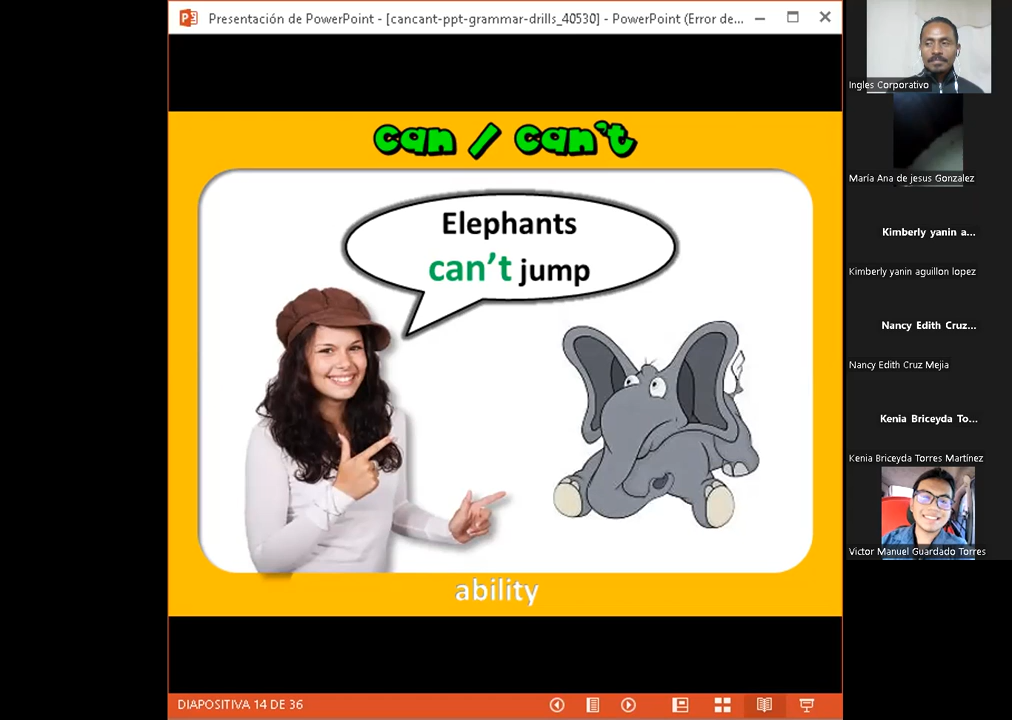 Presentación de PowerPoint - [cancant-ppt-grammar-drills_40530] - PowerPoint (Error de...
can / can't
Elephants
can't jump
ability
DIAPOSITIVA 14 DE 36
Ingles Corporativo
María Ana de jesus Gonzalez
Kimberly yanin a...
Kimberly yanin aguillon lopez
Nancy Edith Cruz...
Nancy Edith Cruz Mejia
Kenia Briceyda To...
Kenia Briceyda Torres Martínez
Victor Manuel Guardado Torres